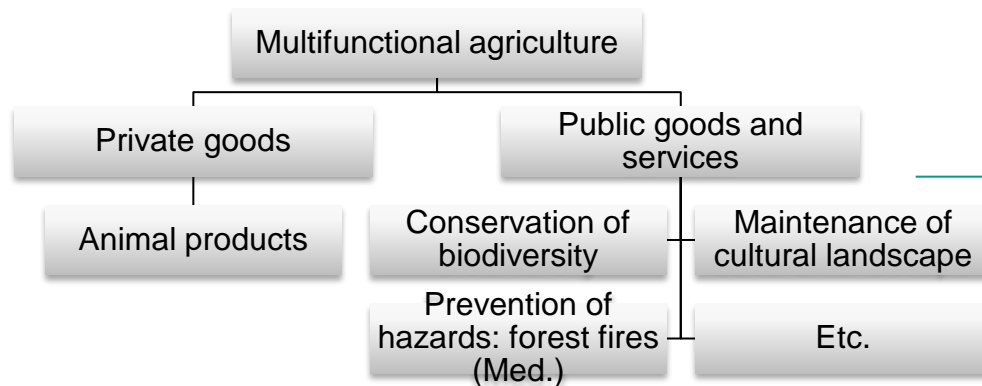 Multifunctional agriculture
Private goods
Public goods and
services
Animal products
Conservation of
biodiversity
Maintenance of
cultural landscape
Prevention of
hazards: forest fires
(Med.)
Etc.